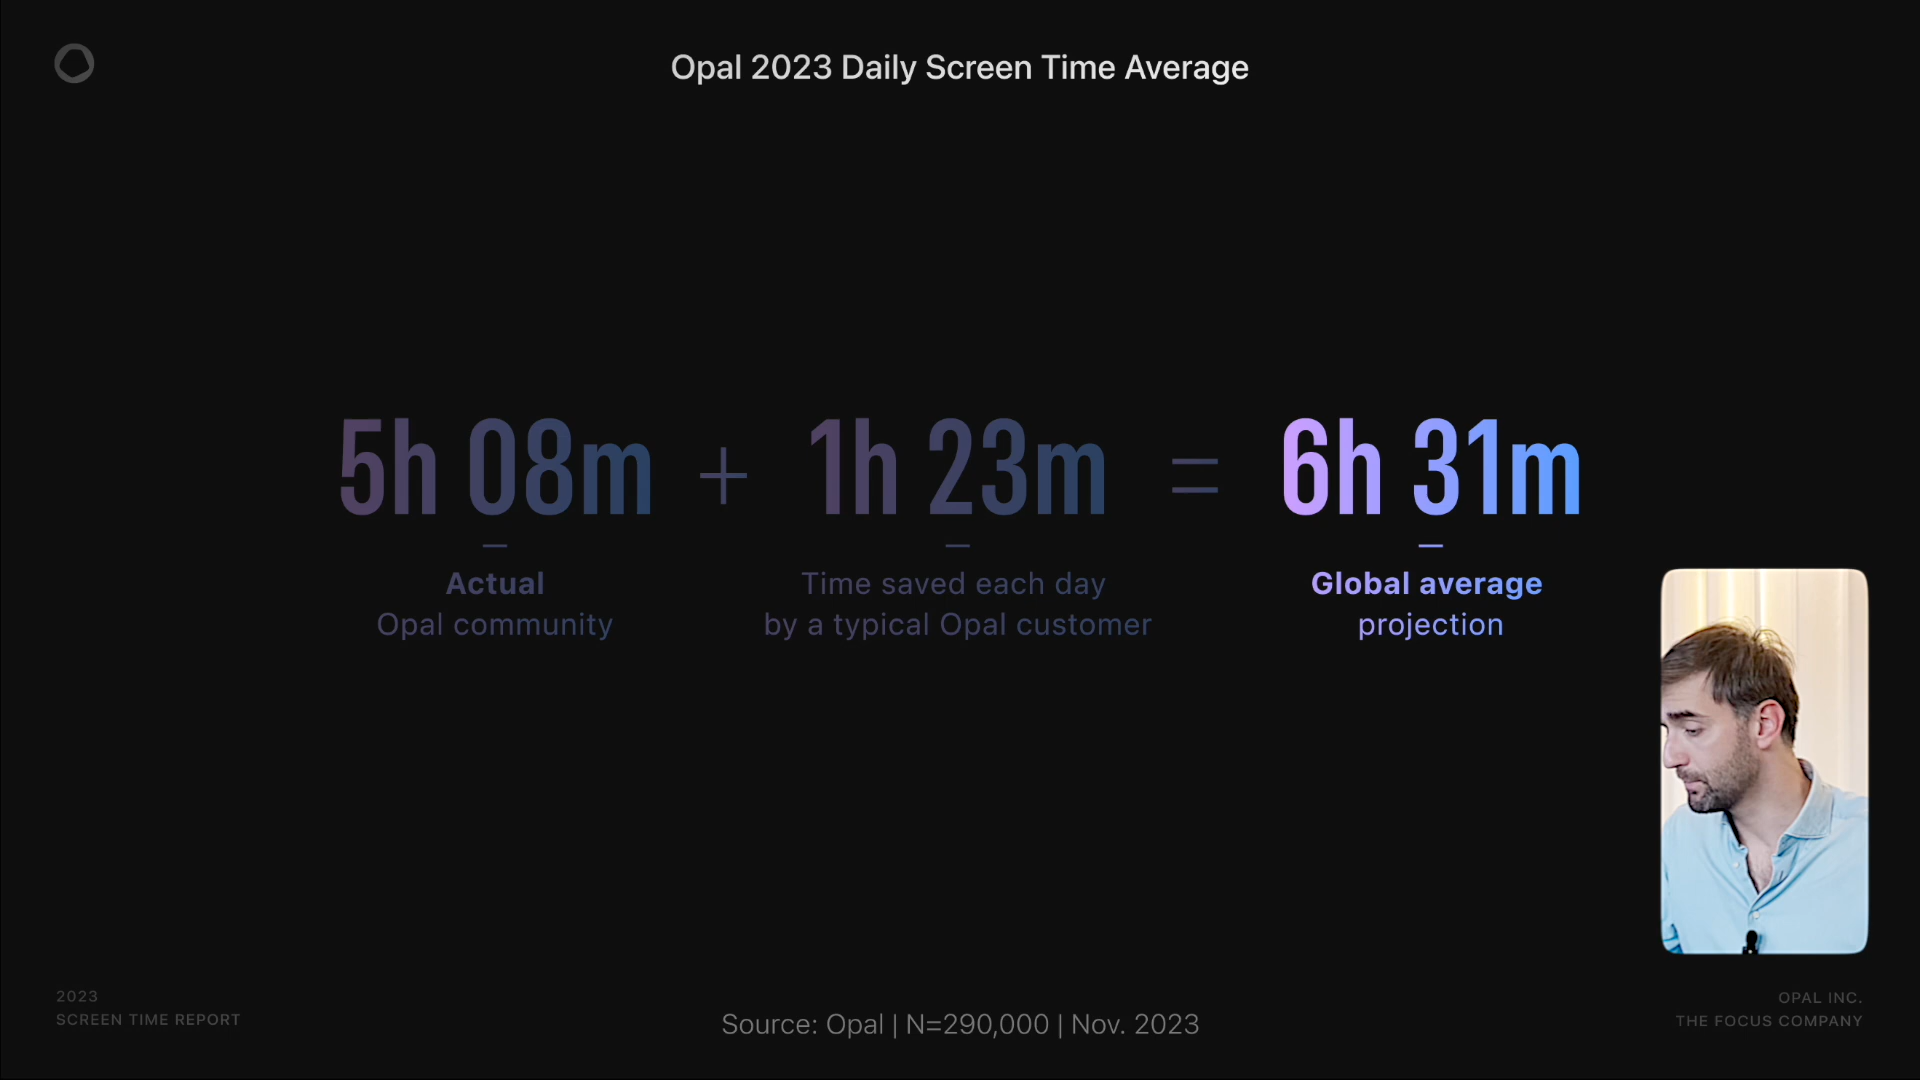 Opal 2023 Daily Screen Time Average
5h 08m + 1h 23m = 6h 31m
Actual
Opal community
Time saved each day
by a typical Opal customer
Global average
projection
2023
SCREEN TIME REPORT
Source: Opal | N=290,000 | Nov. 2023
OPAL INC.
THE FOCUS COMPANY